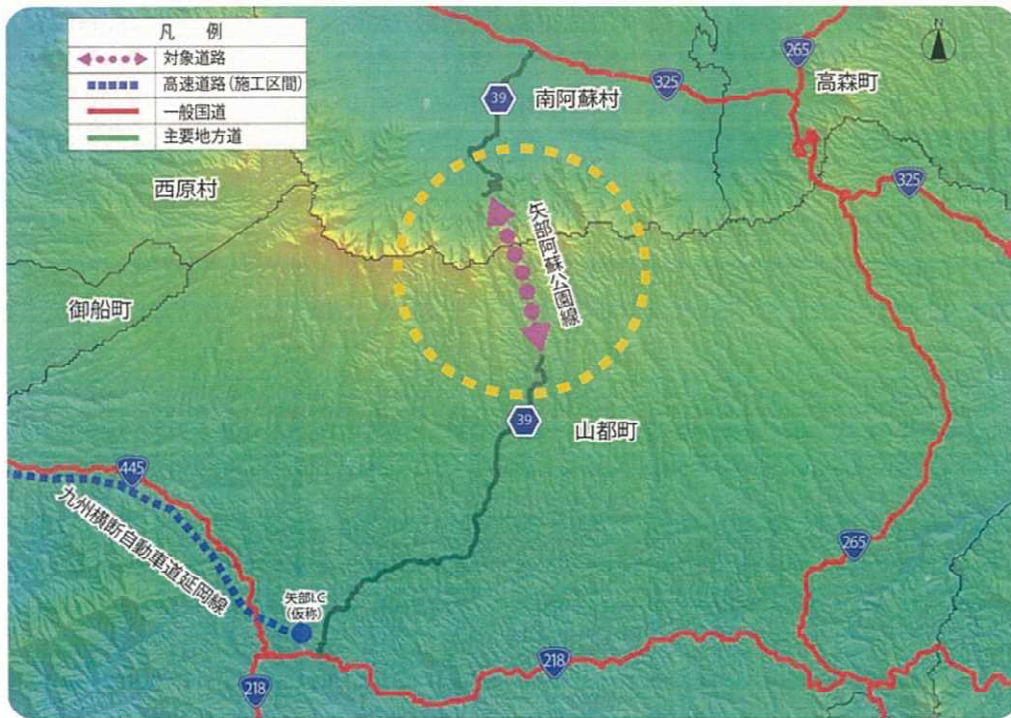 凡 例
対象道路
高速道路(施工区間)
一般国道
主要地方道
N
265
325
高森町
39
南阿蘇村
325
西原村
矢部阿蘇公園線
御船町
39
山都町
445
九州横断自動車道延岡線
265
矢部I.C
(仮称)
218
218